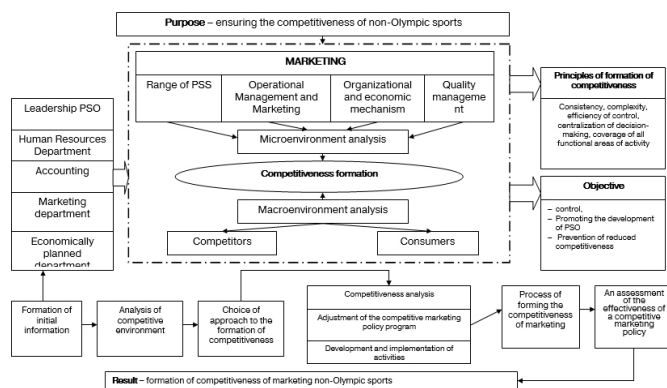 Purpose – ensuring the competitiveness of non-Olympic sports
MARKETING
Range of PSS
Operational
Management and
Marketing
Organizational
and economic
mechanism
Quality
manageme
nt
Microenvironment analysis
Competitiveness formation
Macroenvironment analysis
Competitors
Consumers
Leadership PSO
Human Resources
Department
Accounting
Marketing
department
Economically
planned
department
Principles of formation of
competitiveness
Consistency, complexity,
efficiency of control,
centralization of decision-
making, coverage of all
functional areas of activity
Objective
– control,
– Promoting the development
of PSO
– Prevention of reduced
competitiveness
Formation of
initial
information
Analysis of
competitive
environment
Choice of
approach to the
formation of
competitiveness
Competitiveness analysis
Adjustment of the competitive marketing
policy program
Development and implementation of
activities
Process of
forming the
competitiveness
of marketing
An assessment
of the
effectiveness of
a competitive
marketing
policy
Result – formation of competitiveness of marketing non-Olympic sports